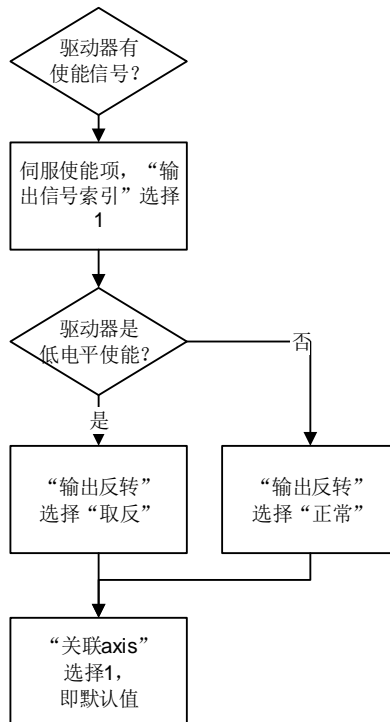 驱动器有
使能信号？
伺服使能项，“输
出信号索引”选择
1
驱动器是
低电平使能？
否
是
“输出反转”
选择“取反”
“输出反转”
选择“正常”
“关联axis”
选择1，
即默认值